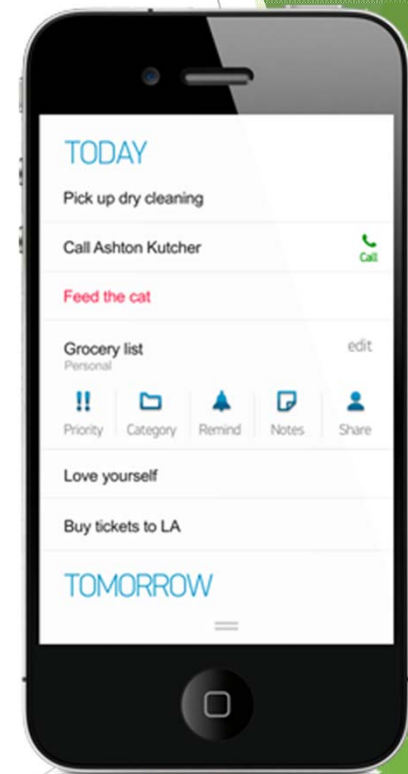 TODAY
Pick up dry cleaning
Call Ashton Kutcher
Call
Feed the cat
Grocery list
edit
Personal
Priority Category Remind Notes Share
Love yourself
Buy tickets to LA
TOMORROW